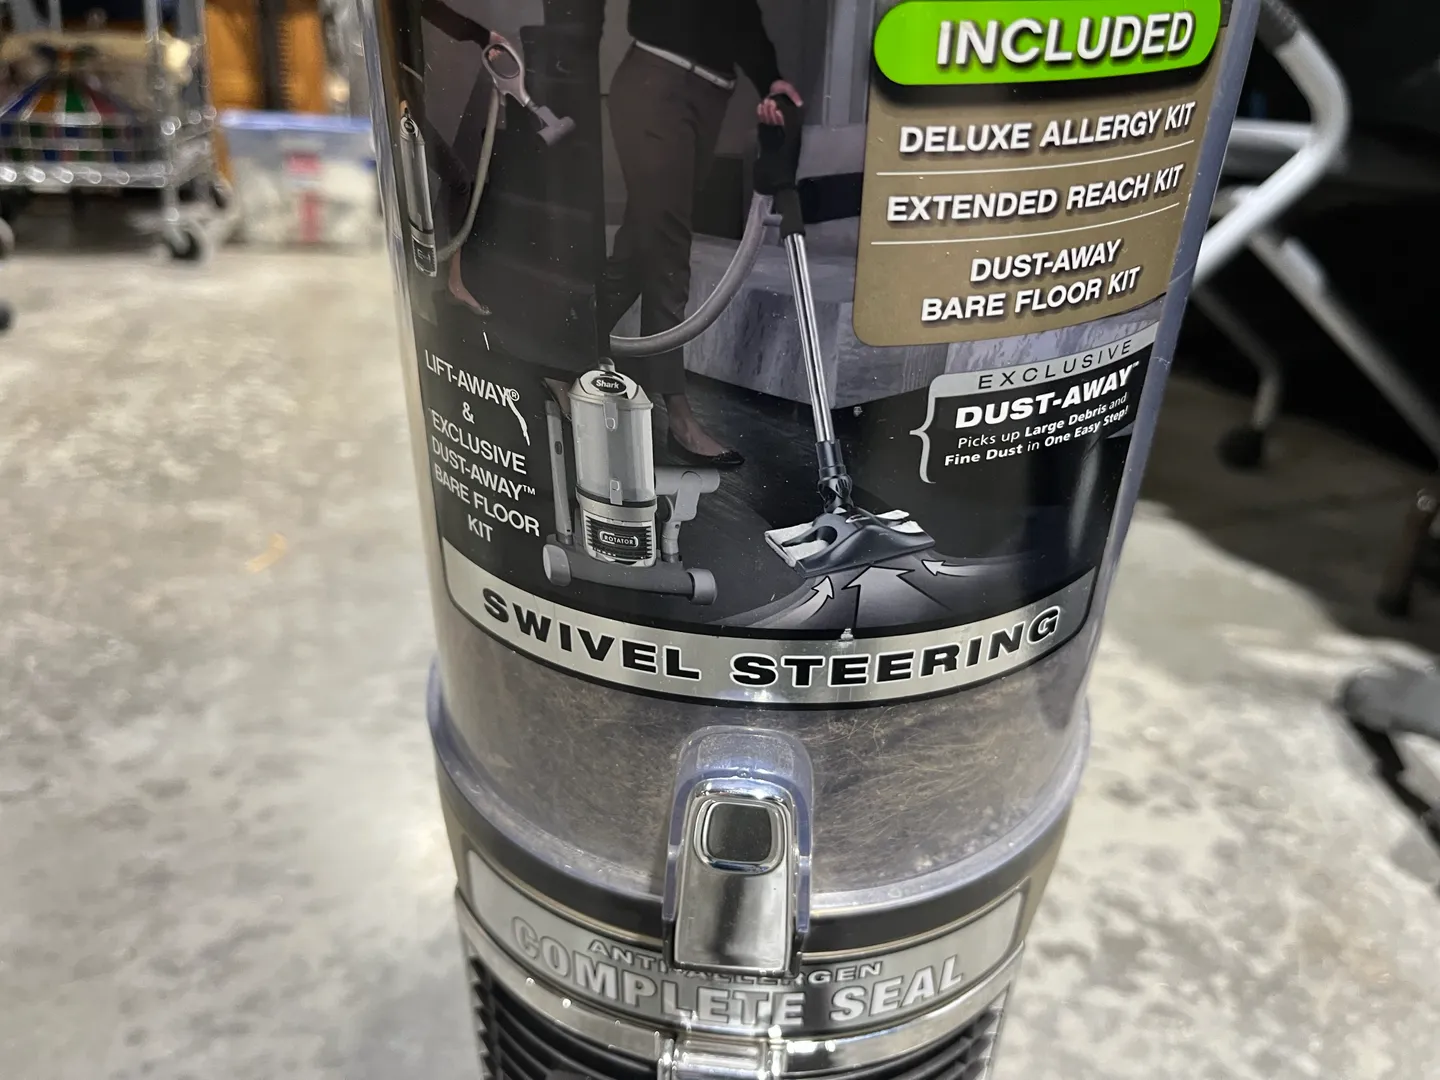 INCLUDED
DELUXE ALLERGY KIT
EXTENDED REACH KIT
DUST-AWAY
BARE FLOOR KIT
EXCLUSIVE
DUST-AWAY™
Picks up Large Debris and
Fine Dust in One Easy Step!
LIFT-AWAY®
&
EXCLUSIVE
DUST-AWAY™
BARE FLOOR
KIT
Shark
ROTATOR
SWIVEL STEERING
ANTI-ALLERGEN
COMPLETE SEAL